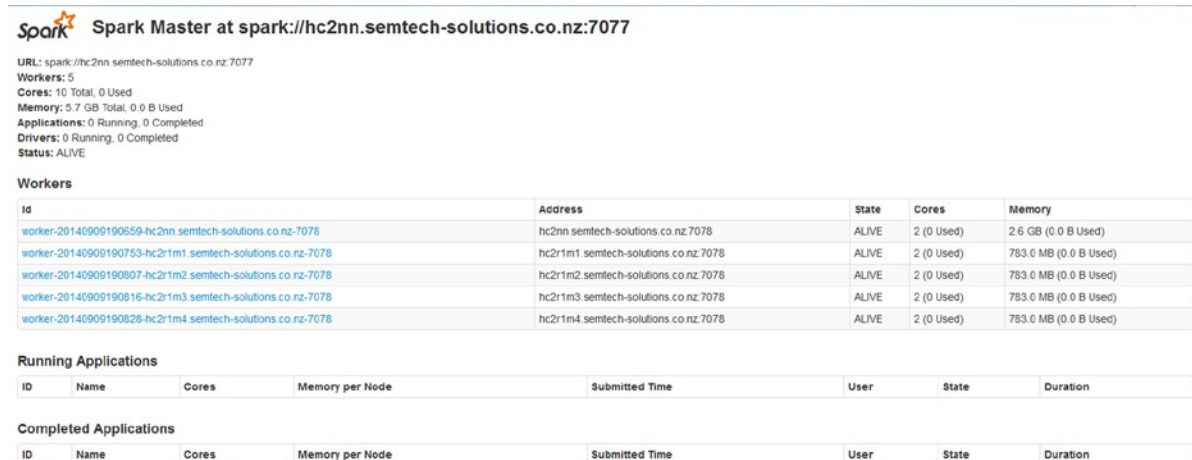 Spark Spark Master at spark://hc2nn.semtech-solutions.co.nz:7077
URL: spark://hc2nn.semtech-solutions.co.nz:7077
Workers: 5
Cores: 10 Total, 0 Used
Memory: 5.7 GB Total, 0.0 B Used
Applications: 0 Running, 0 Completed
Drivers: 0 Running, 0 Completed
Status: ALIVE
Workers
Id Address State Cores Memory
worker-20140909190659-hc2nn.semtech-solutions.co.nz-7078 hc2nn.semtech-solutions.co.nz:7078 ALIVE 2 (0 Used) 2.6 GB (0.0 B Used)
worker-20140909190753-hc2r1m1.semtech-solutions.co.nz-7078 hc2r1m1.semtech-solutions.co.nz:7078 ALIVE 2 (0 Used) 783.0 MB (0.0 B Used)
worker-20140909190807-hc2r1m2.semtech-solutions.co.nz-7078 hc2r1m2.semtech-solutions.co.nz:7078 ALIVE 2 (0 Used) 783.0 MB (0.0 B Used)
worker-20140909190816-hc2r1m3.semtech-solutions.co.nz-7078 hc2r1m3.semtech-solutions.co.nz:7078 ALIVE 2 (0 Used) 783.0 MB (0.0 B Used)
worker-20140909190828-hc2r1m4.semtech-solutions.co.nz-7078 hc2r1m4.semtech-solutions.co.nz:7078 ALIVE 2 (0 Used) 783.0 MB (0.0 B Used)
Running Applications
ID Name Cores Memory per Node Submitted Time User State Duration
Completed Applications
ID Name Cores Memory per Node Submitted Time User State Duration